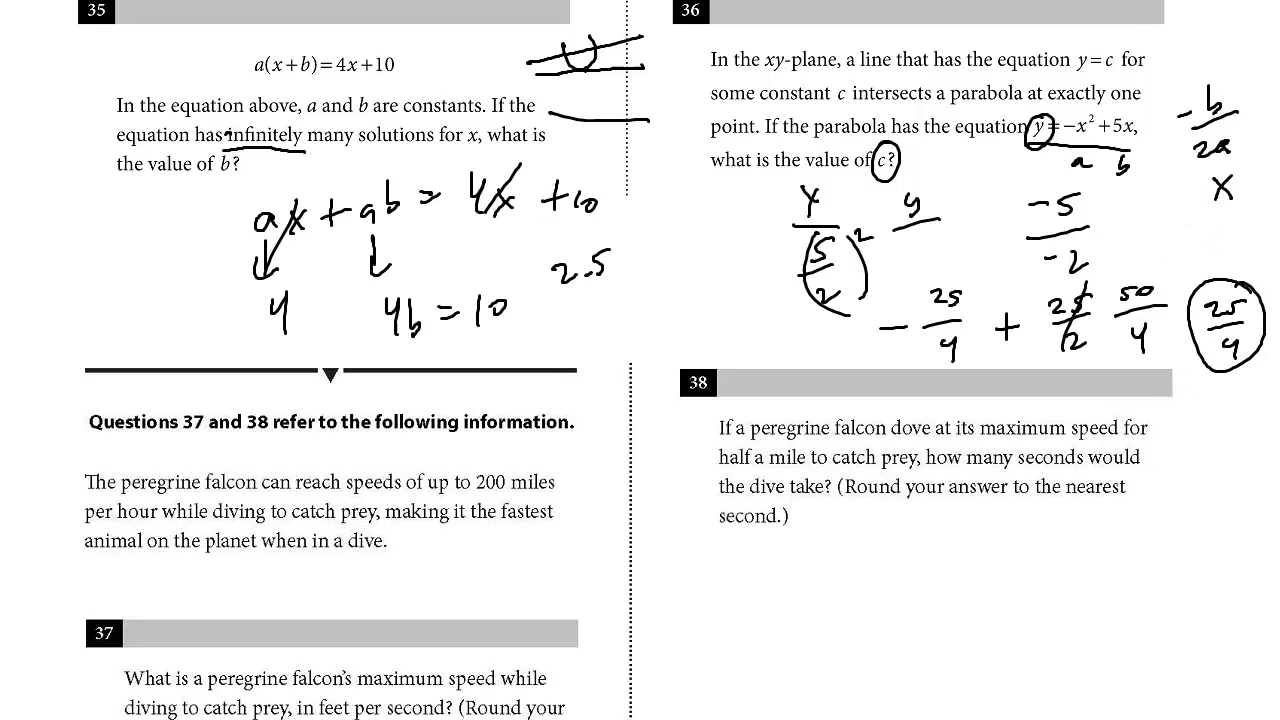 35
a(x+b)=4x+10
In the equation above, a and b are constants. If the
equation has infinitely many solutions for x, what is
the value of b?
ax + ab = 4x + 10
2.5
4 4b = 10
Questions 37 and 38 refer to the following information.
The peregrine falcon can reach speeds of up to 200 miles
per hour while diving to catch prey, making it the fastest
animal on the planet when in a dive.
37
What is a peregrine falcon's maximum speed while
diving to catch prey, in feet per second? (Round your
36
In the xy-plane, a line that has the equation y=c for
some constant c intersects a parabola at exactly one
point. If the parabola has the equation y=−x²+5x,
what is the value of c?
a b
-b/2a
x
x y
(5/2)²
-5/-2
- 25/4 + 25/2 50/4 25/4
38
If a peregrine falcon dove at its maximum speed for
half a mile to catch prey, how many seconds would
the dive take? (Round your answer to the nearest
second.)